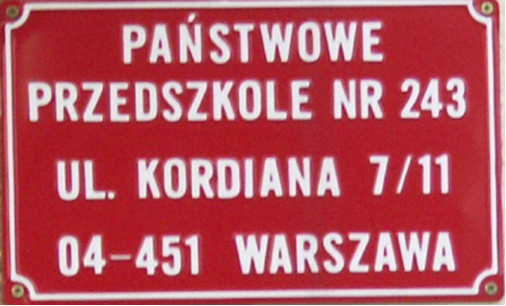 PAŃSTWOWE
PRZEDSZKOLE NR 243
UL. KORDIANA 7/11
04-451 WARSZAWA